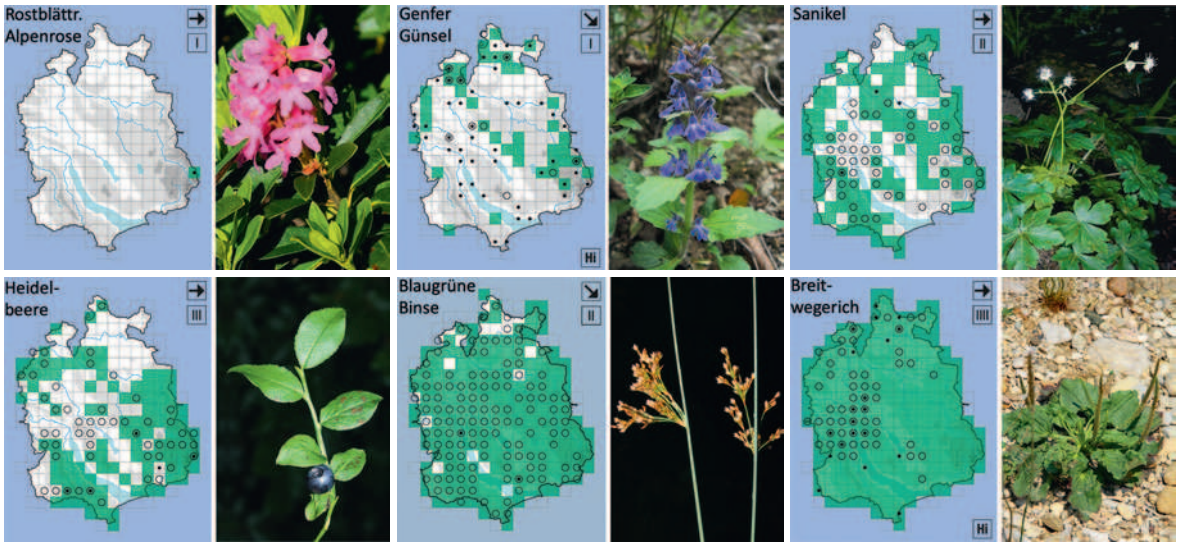 Rostblättr.
Alpenrose
→
I
Genfer
Günsel
↘
I
Hi
Sanikel
→
II
Heidel-
beere
→
III
Blaugrüne
Binse
↘
II
Breit-
wegerich
→
IIII
Hi